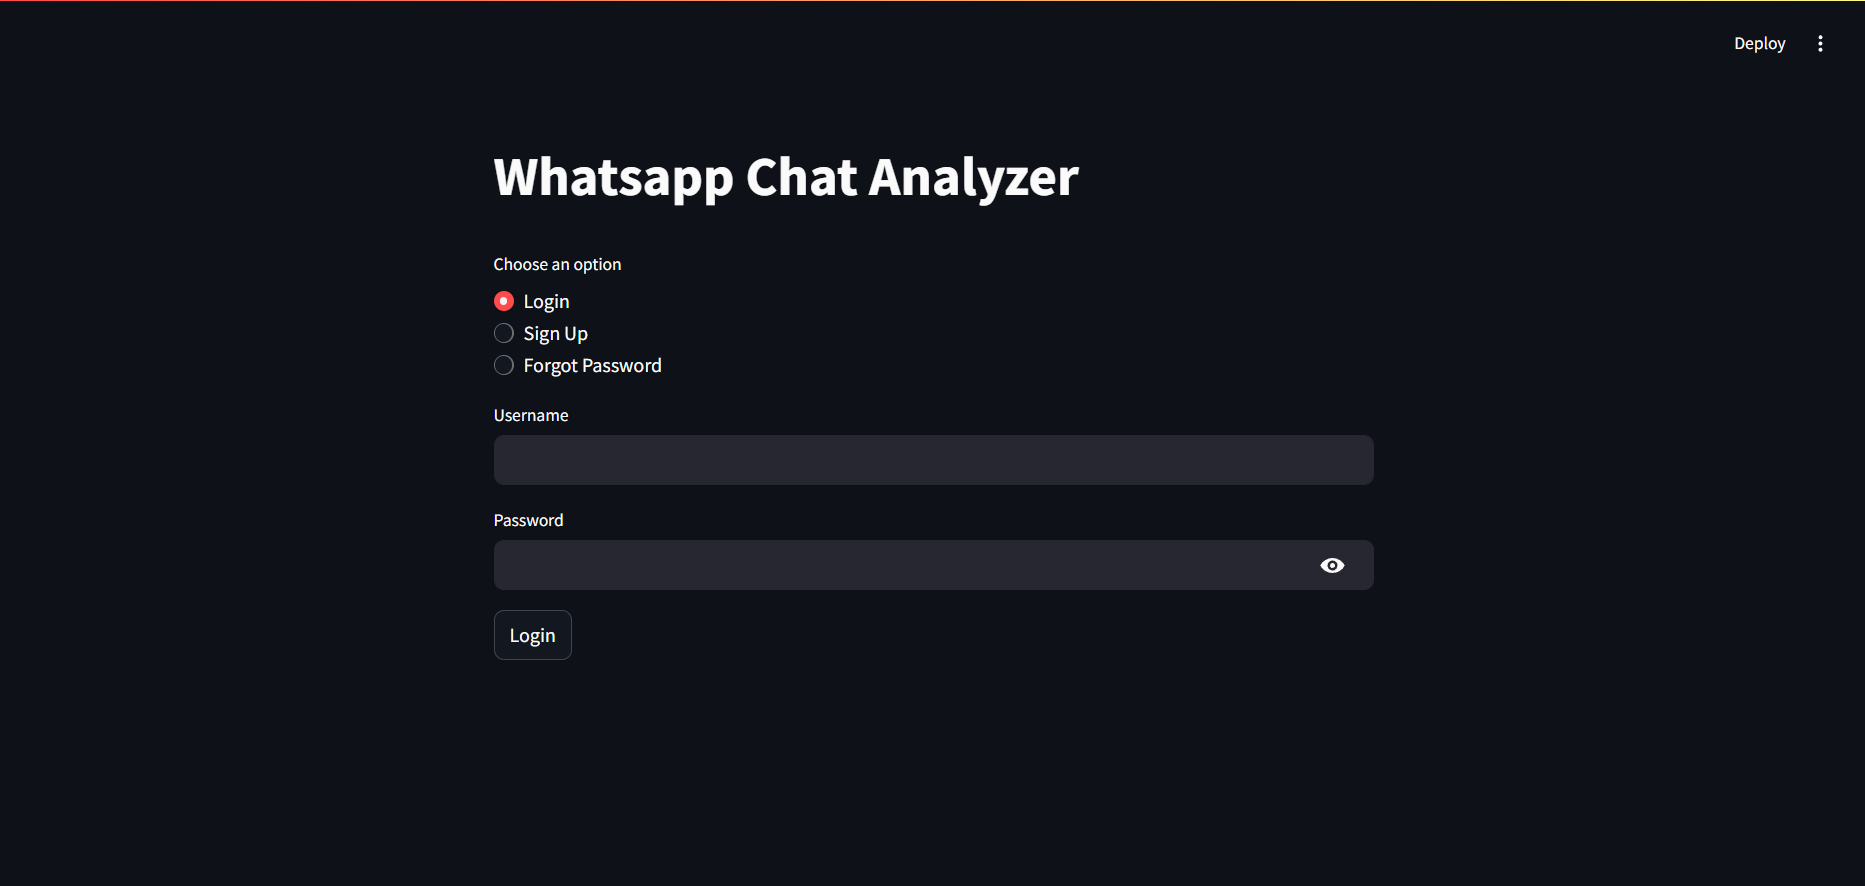 Deploy
Whatsapp Chat Analyzer
Choose an option
Login
Sign Up
Forgot Password
Username
Password
Login